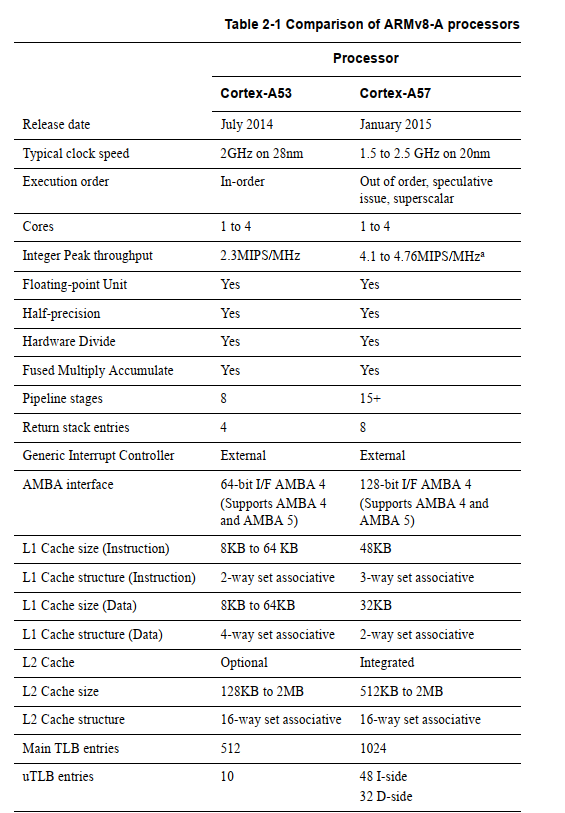 Table 2-1 Comparison of ARMv8-A processors
Processor
Cortex-A53 Cortex-A57
Release date July 2014 January 2015
Typical clock speed 2GHz on 28nm 1.5 to 2.5 GHz on 20nm
Execution order In-order Out of order, speculative
issue, superscalar
Cores 1 to 4 1 to 4
Integer Peak throughput 2.3MIPS/MHz 4.1 to 4.76MIPS/MHzª
Floating-point Unit Yes Yes
Half-precision Yes Yes
Hardware Divide Yes Yes
Fused Multiply Accumulate Yes Yes
Pipeline stages 8 15+
Return stack entries 4 8
Generic Interrupt Controller External External
AMBA interface 64-bit I/F AMBA 4 128-bit I/F AMBA 4
(Supports AMBA 4 (Supports AMBA 4 and
and AMBA 5) AMBA 5)
L1 Cache size (Instruction) 8KB to 64 KB 48KB
L1 Cache structure (Instruction) 2-way set associative 3-way set associative
L1 Cache size (Data) 8KB to 64KB 32KB
L1 Cache structure (Data) 4-way set associative 2-way set associative
L2 Cache Optional Integrated
L2 Cache size 128KB to 2MB 512KB to 2MB
L2 Cache structure 16-way set associative 16-way set associative
Main TLB entries 512 1024
uTLB entries 10 48 I-side
32 D-side